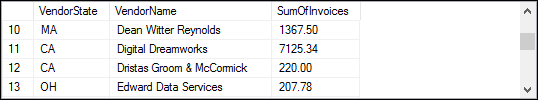 VendorState VendorName SumOfInvoices
10 MA Dean Witter Reynolds 1367.50
11 CA Digital Dreamworks 7125.34
12 CA Dristas Groom & McCormick 220.00
13 OH Edward Data Services 207.78